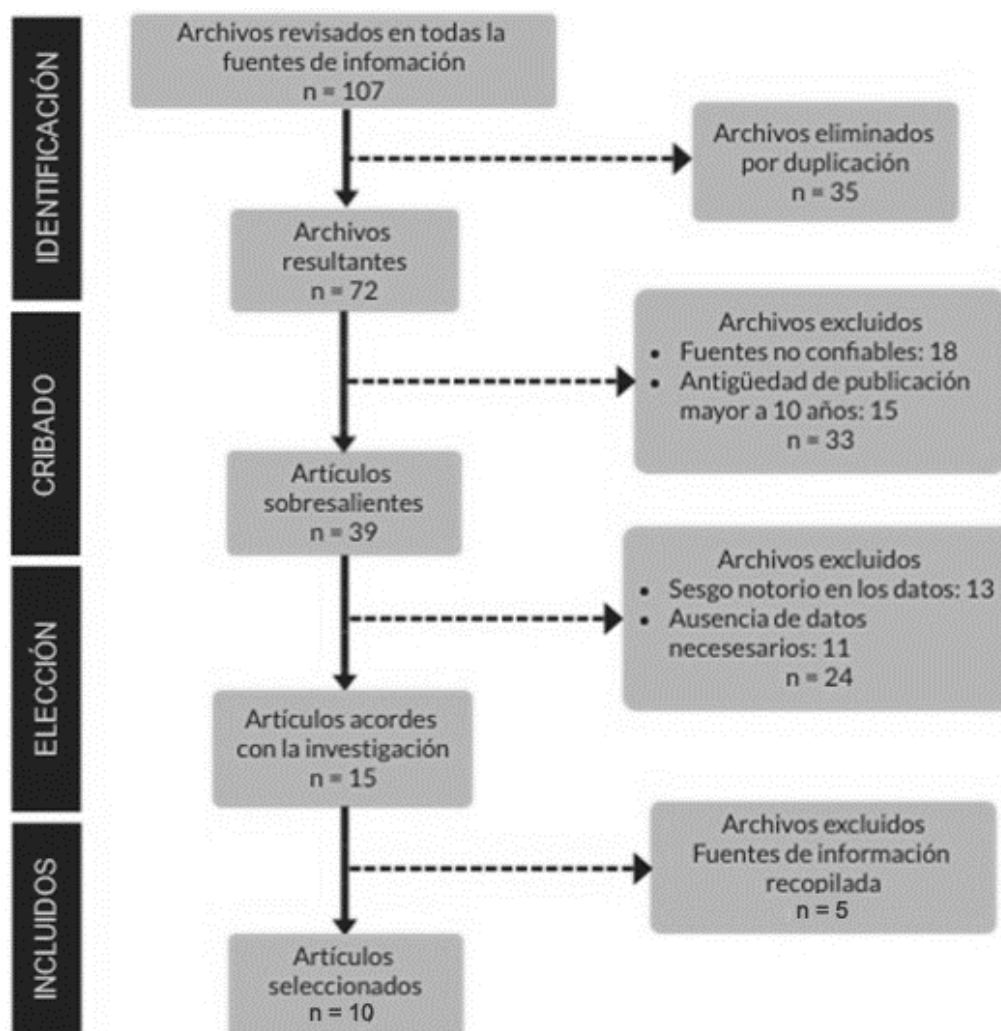 IDENTIFICACIÓN
Archivos revisados en todas la
fuentes de infomación
n = 107
Archivos eliminados
por duplicación
n = 35
Archivos
resultantes
n = 72
CRIBADO
Archivos excluidos
• Fuentes no confiables: 18
• Antigüedad de publicación
mayor a 10 años: 15
n = 33
Artículos
sobresalientes
n = 39
ELECCIÓN
Archivos excluidos
• Sesgo notorio en los datos: 13
• Ausencia de datos
necesesarios: 11
n = 24
Artículos acordes
con la investigación
n = 15
INCLUIDOS
Archivos excluidos
Fuentes de información
recopilada
n = 5
Artículos
seleccionados
n = 10